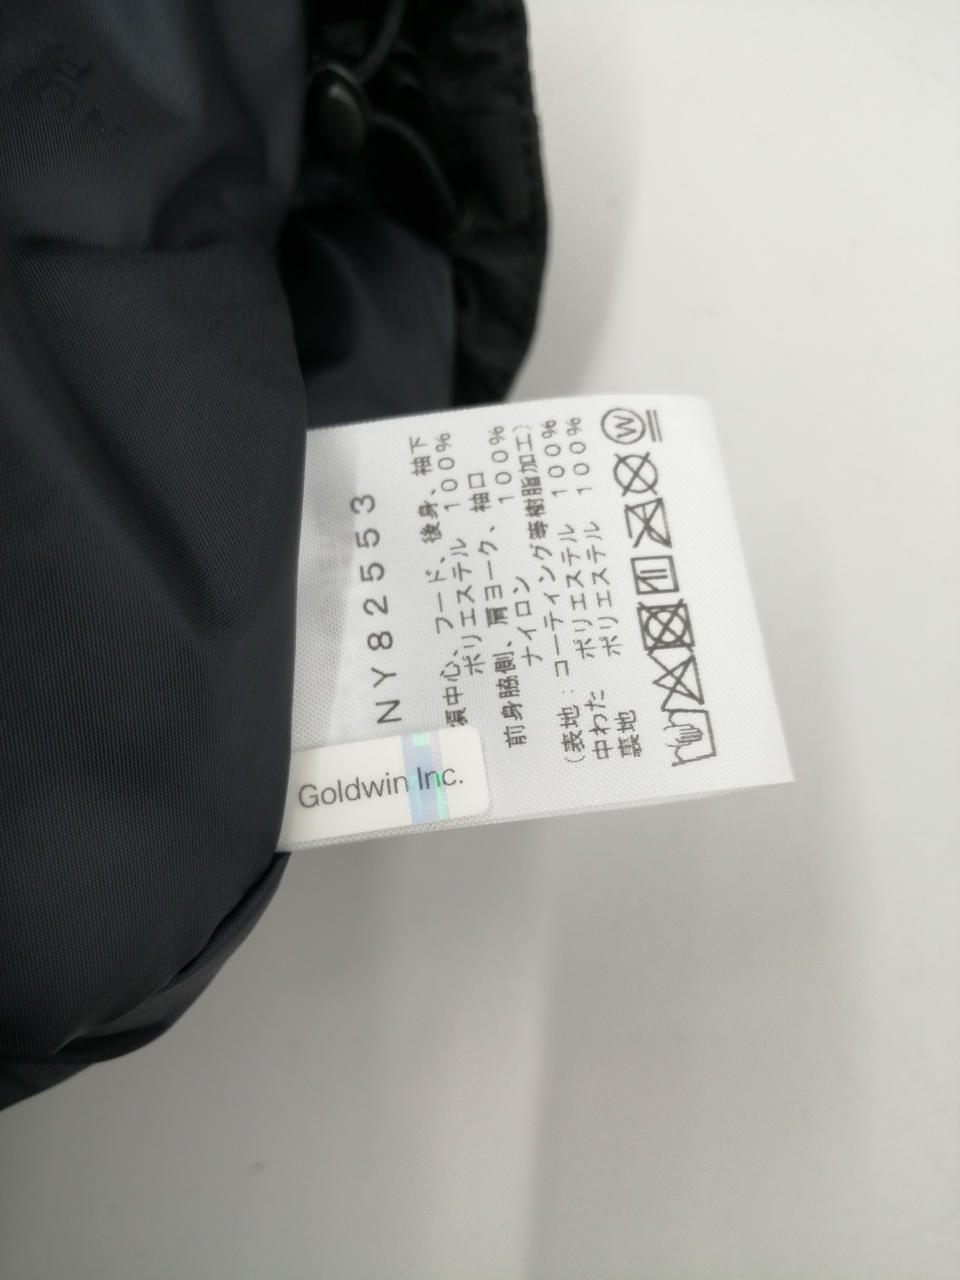 NY82553
中心、フード、後身、袖下
ポリエステル 100%
前身脇側、肩ヨーク、袖口
ナイロン 100%
(表地:コーティング等樹脂加工)
中わた ポリエステル 100%
裏地 ポリエステル 100%
Goldwin Inc.